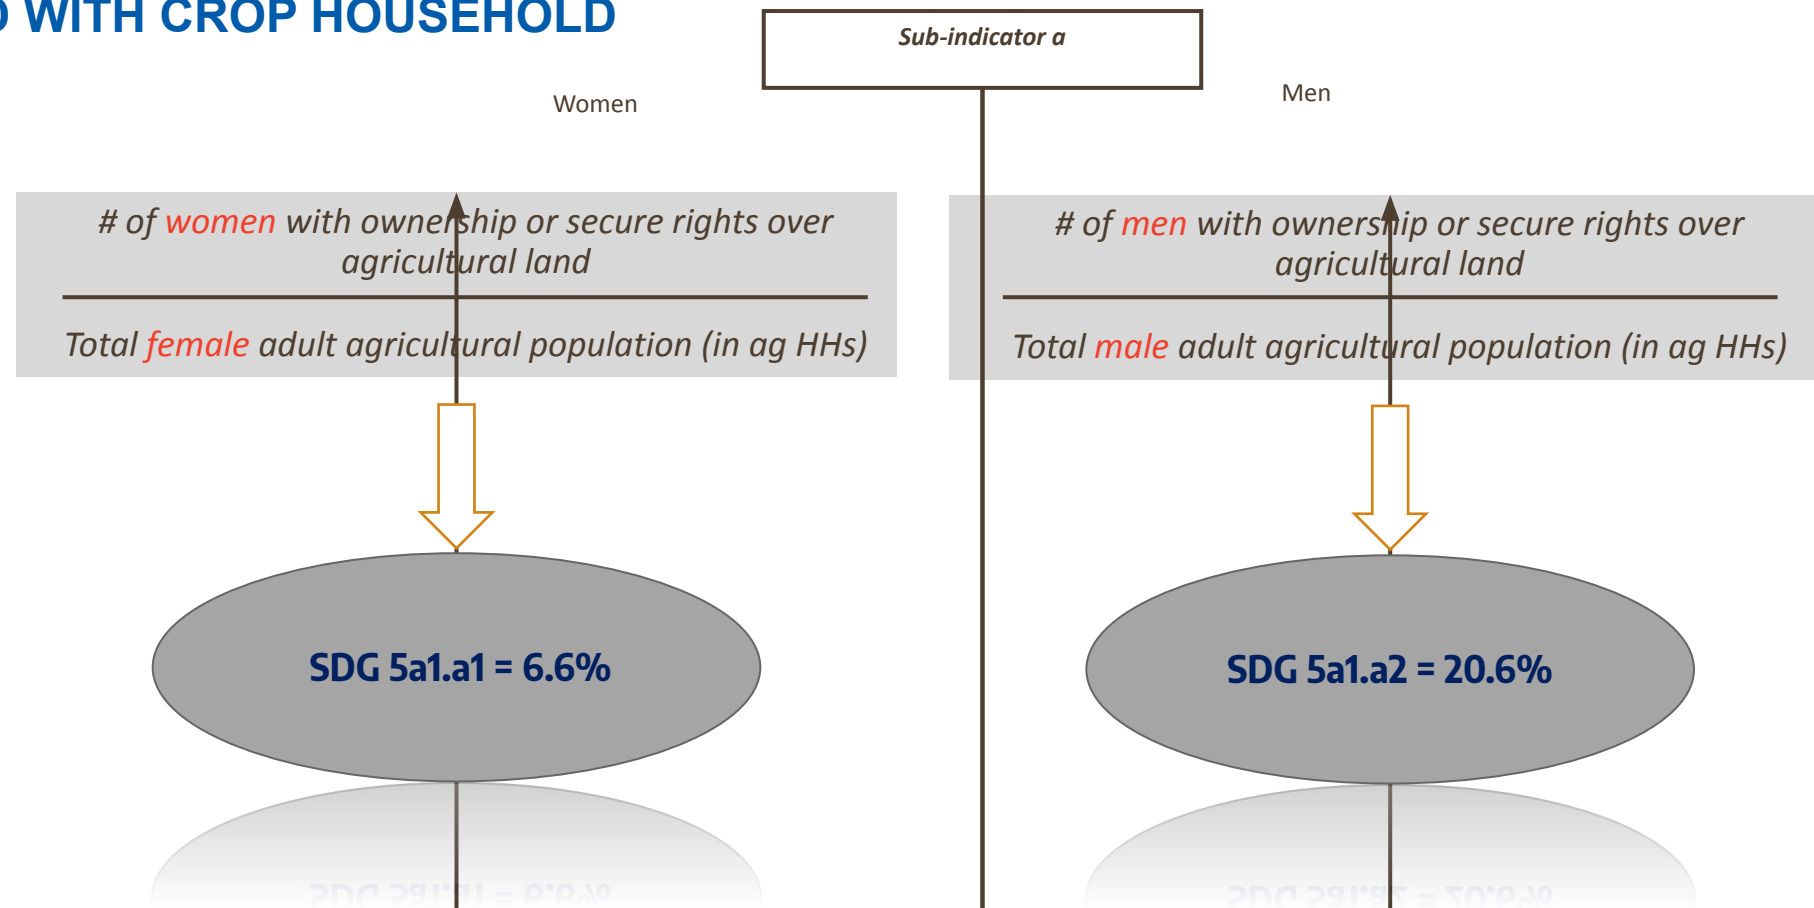 WITH CROP HOUSEHOLD
Sub-indicator a
Women
Men
# of women with ownership or secure rights over
agricultural land
Total female adult agricultural population (in ag HHs)
# of men with ownership or secure rights over
agricultural land
Total male adult agricultural population (in ag HHs)
SDG 5a1.a1 = 6.6%
SDG 5a1.a2 = 20.6%